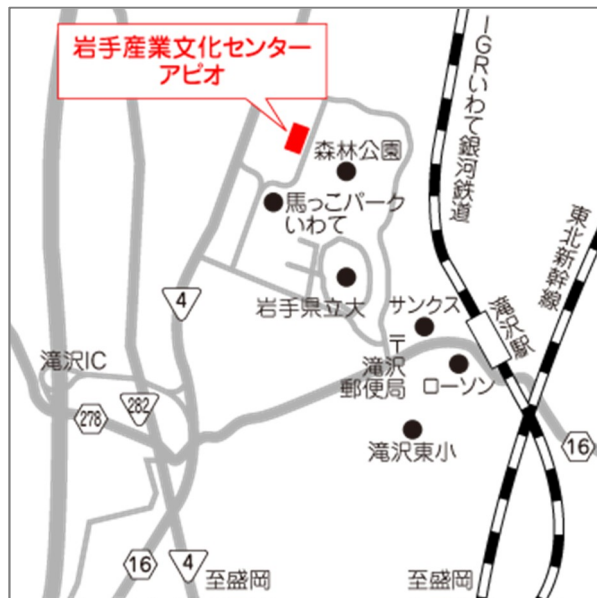 岩手産業文化センター
アピオ
森林公園
馬っこパーク
いわて
岩手県立大
IGRいわて銀河鉄道
東北新幹線
4
サンクス
滝沢駅
滝沢IC
〒
滝沢
郵便局
ローソン
282
278
滝沢東小
16
16
4
至盛岡
至盛岡